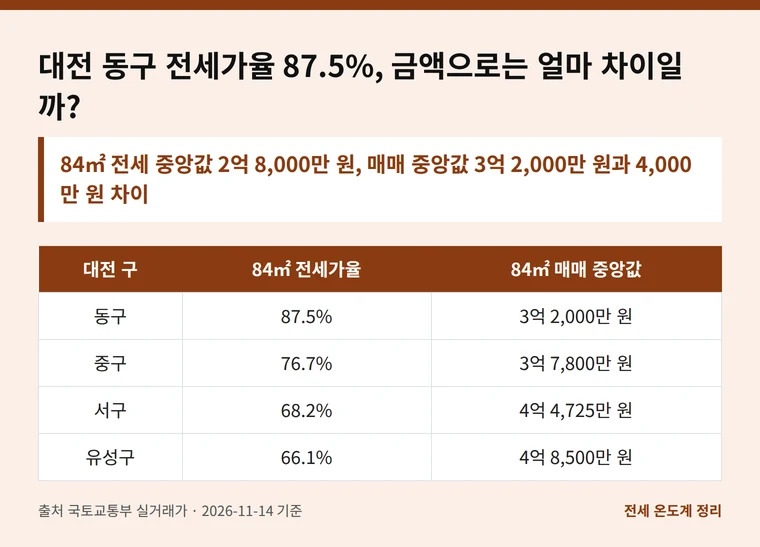 대전 동구 전세가율 87.5%, 금액으로는 얼마 차이일
까?
84㎡ 전세 중앙값 2억 8,000만 원, 매매 중앙값 3억 2,000만 원과 4,000
만 원 차이
대전 구 84㎡ 전세가율 84㎡ 매매 중앙값
동구 87.5% 3억 2,000만 원
중구 76.7% 3억 7,800만 원
서구 68.2% 4억 4,725만 원
유성구 66.1% 4억 8,500만 원
출처 국토교통부 실거래가 · 2026-11-14 기준 전세 온도계 정리